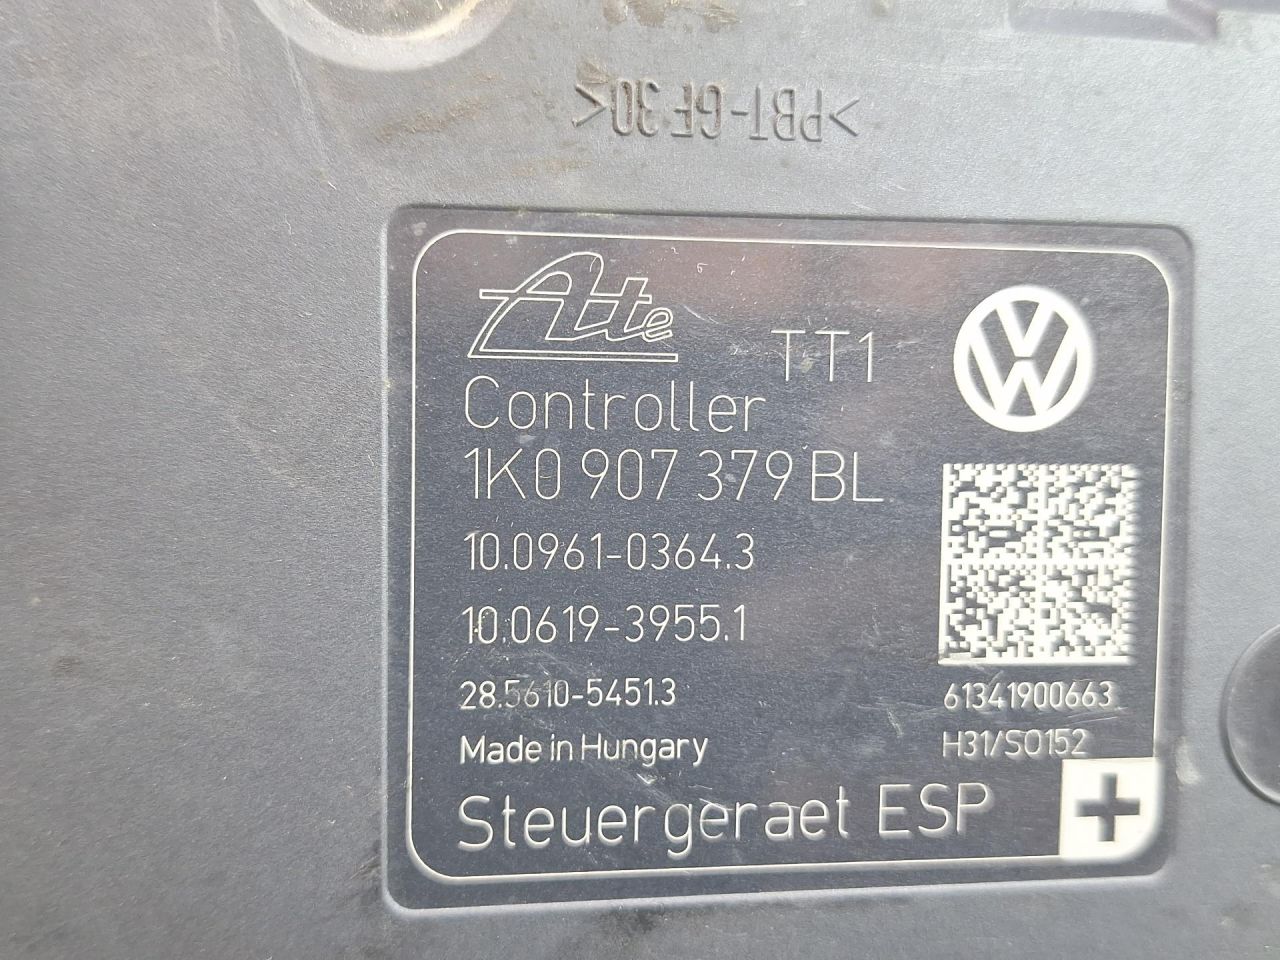 >PBT-GF30<
Ate
TT1
Controller
1K0 907 379 BL
10.0961-0364.3
10.0619-3955.1
28.5610-5451.3
61341900663
Made in Hungary
H31/SO152
Steuergeraet ESP